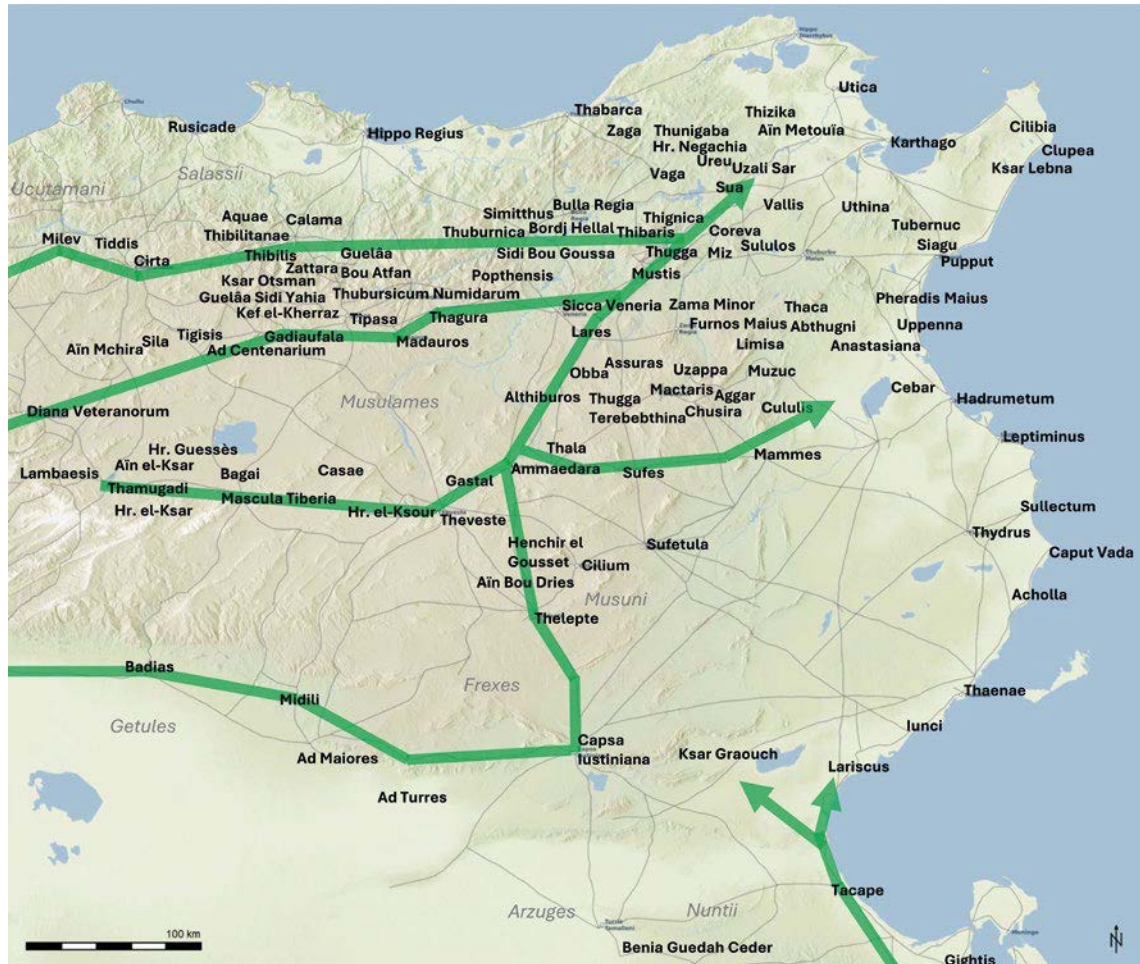 Hippo
Diarrhytus
Chullu
Utica
Thabarca
Thizika
Rusicade
Hippo Regius
Zaga
Thunigaba
Aïn Metouïa
Cilibia
Hr. Negachia
Karthago
Clupea
Salassii
Ureu
Uzali Sar
Ksar Lebna
Ucutamani
Vaga
Sua
Vallis
Uthina
Aquae
Thibilitanae
Calama
Simitthus
Bulla Regia
Thignica
Tubernuc
Milev
Tiddis
Thuburnica
Bordj Hellal
Thibaris
Coreva
Siagu
Cirta
Thibilis
Guelâa
Sidi Bou Goussa
Thugga
Miz
Sululos
Thuburbo
Maius
Pupput
Zattara
Bou Atfan
Popthensis
Mustis
Ksar Otsman
Guelâa Sidi Yahia
Thubursicum Numidarum
Sicca Veneria
Zama Minor
Thaca
Pheradis Maius
Kef el-Kherraz
Tipasa
Thagura
Furnos Maius
Abthugni
Uppenna
Sila
Tigisis
Gadiaufala
Madauros
Lares
Limisa
Anastasiana
Aïn Mchira
Ad Centenarium
Obba
Assuras
Uzappa
Muzuc
Musulames
Althiburos
Thugga
Mactaris
Aggar
Cebar
Hadrumetum
Diana Veteranorum
Terebebthina
Chusira
Cululis
Leptiminus
Hr. Guessès
Thala
Mammes
Lambaesis
Aïn el-Ksar
Bagai
Casae
Ammaedara
Sufes
Thamugadi
Mascula Tiberia
Gastal
Hr. el-Ksar
Hr. el-Ksour
Theveste
Sullectum
Henchir el
Gousset
Sufetula
Thydrus
Cilium
Caput Vada
Aïn Bou Dries
Musuni
Acholla
Thelepte
Badias
Frexes
Thaenae
Midili
Getules
Iunci
Capsa
Iustiniana
Ad Maiores
Ksar Graouch
Lariscus
Ad Turres
Tacape
Arzuges
Nuntii
Turris
Tamalleni
Meninge
100 km
Benia Guedah Ceder
Gightis
N